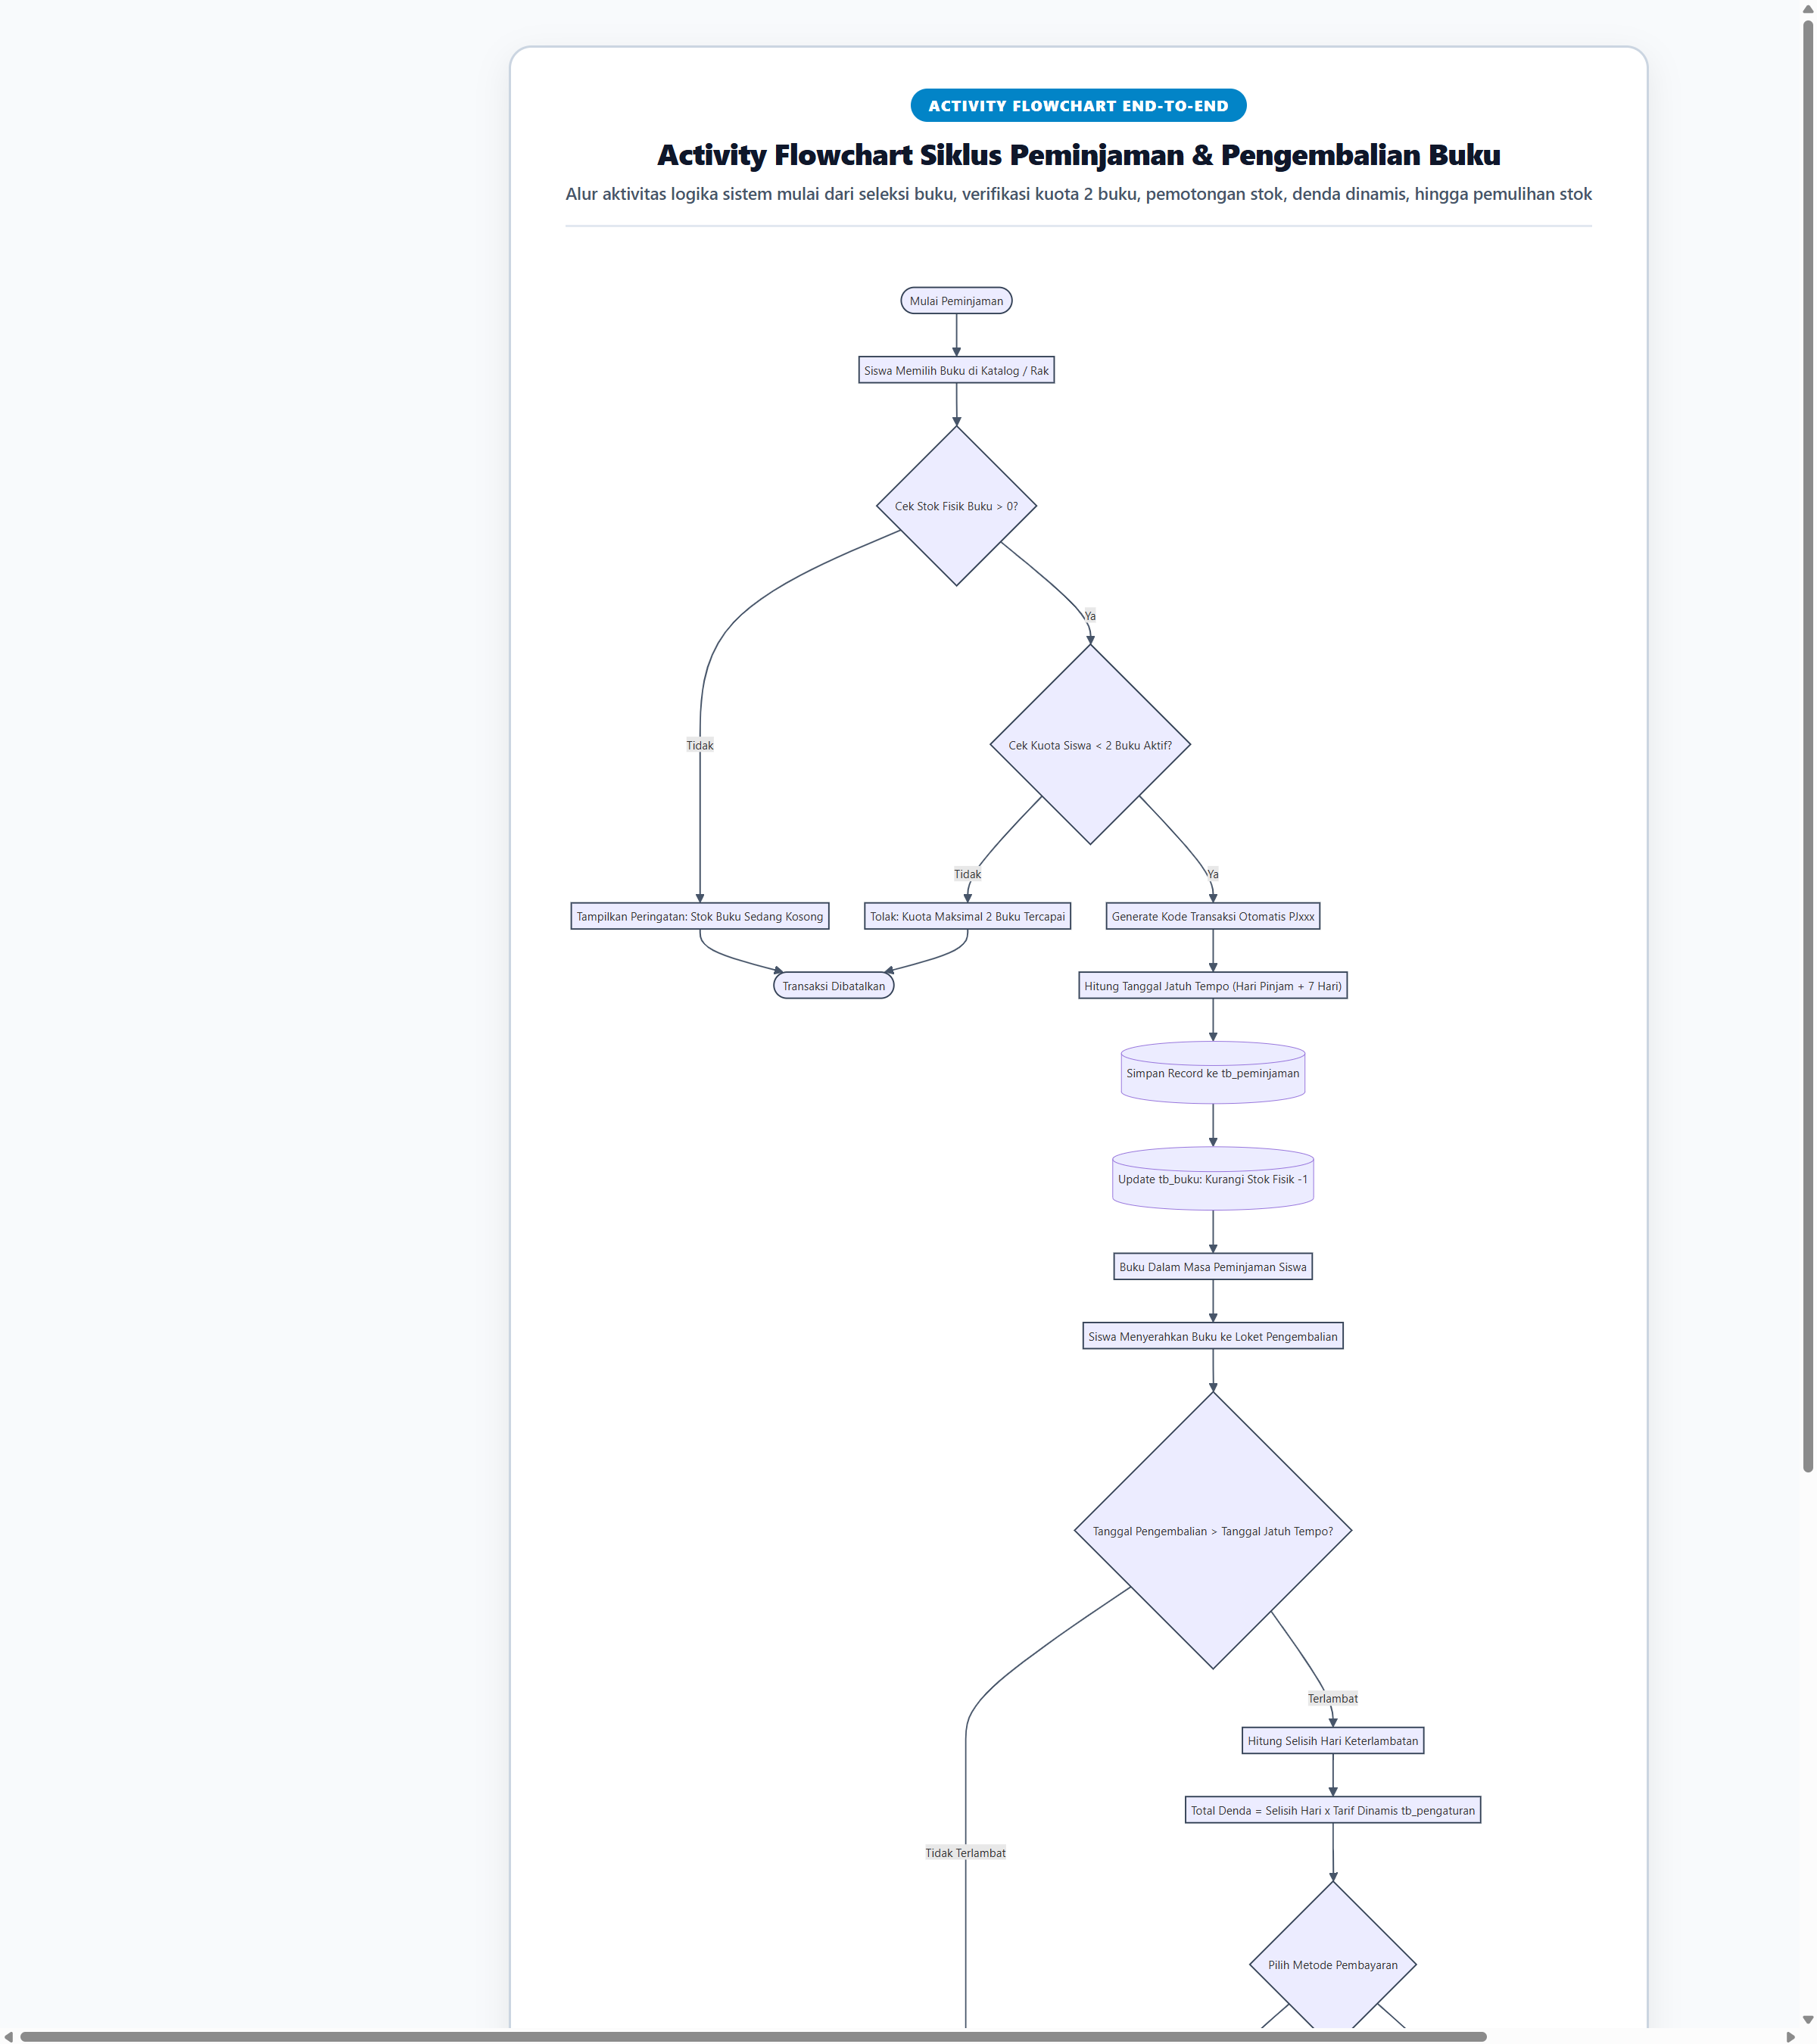 ACTIVITY FLOWCHART END-TO-END
Activity Flowchart Siklus Peminjaman & Pengembalian Buku
Alur aktivitas logika sistem mulai dari seleksi buku, verifikasi kuota 2 buku, pemotongan stok, denda dinamis, hingga pemulihan stok
Mulai Peminjaman
Siswa Memilih Buku di Katalog / Rak
Cek Stok Fisik Buku > 0?
Ya
Tidak
Cek Kuota Siswa < 2 Buku Aktif?
Tidak
Ya
Tampilkan Peringatan: Stok Buku Sedang Kosong
Tolak: Kuota Maksimal 2 Buku Tercapai
Generate Kode Transaksi Otomatis PJxxx
Transaksi Dibatalkan
Hitung Tanggal Jatuh Tempo (Hari Pinjam + 7 Hari)
Simpan Record ke tb_peminjaman
Update tb_buku: Kurangi Stok Fisik -1
Buku Dalam Masa Peminjaman Siswa
Siswa Menyerahkan Buku ke Loket Pengembalian
Tanggal Pengembalian > Tanggal Jatuh Tempo?
Terlambat
Hitung Selisih Hari Keterlambatan
Total Denda = Selisih Hari x Tarif Dinamis tb_pengaturan
Tidak Terlambat
Pilih Metode Pembayaran